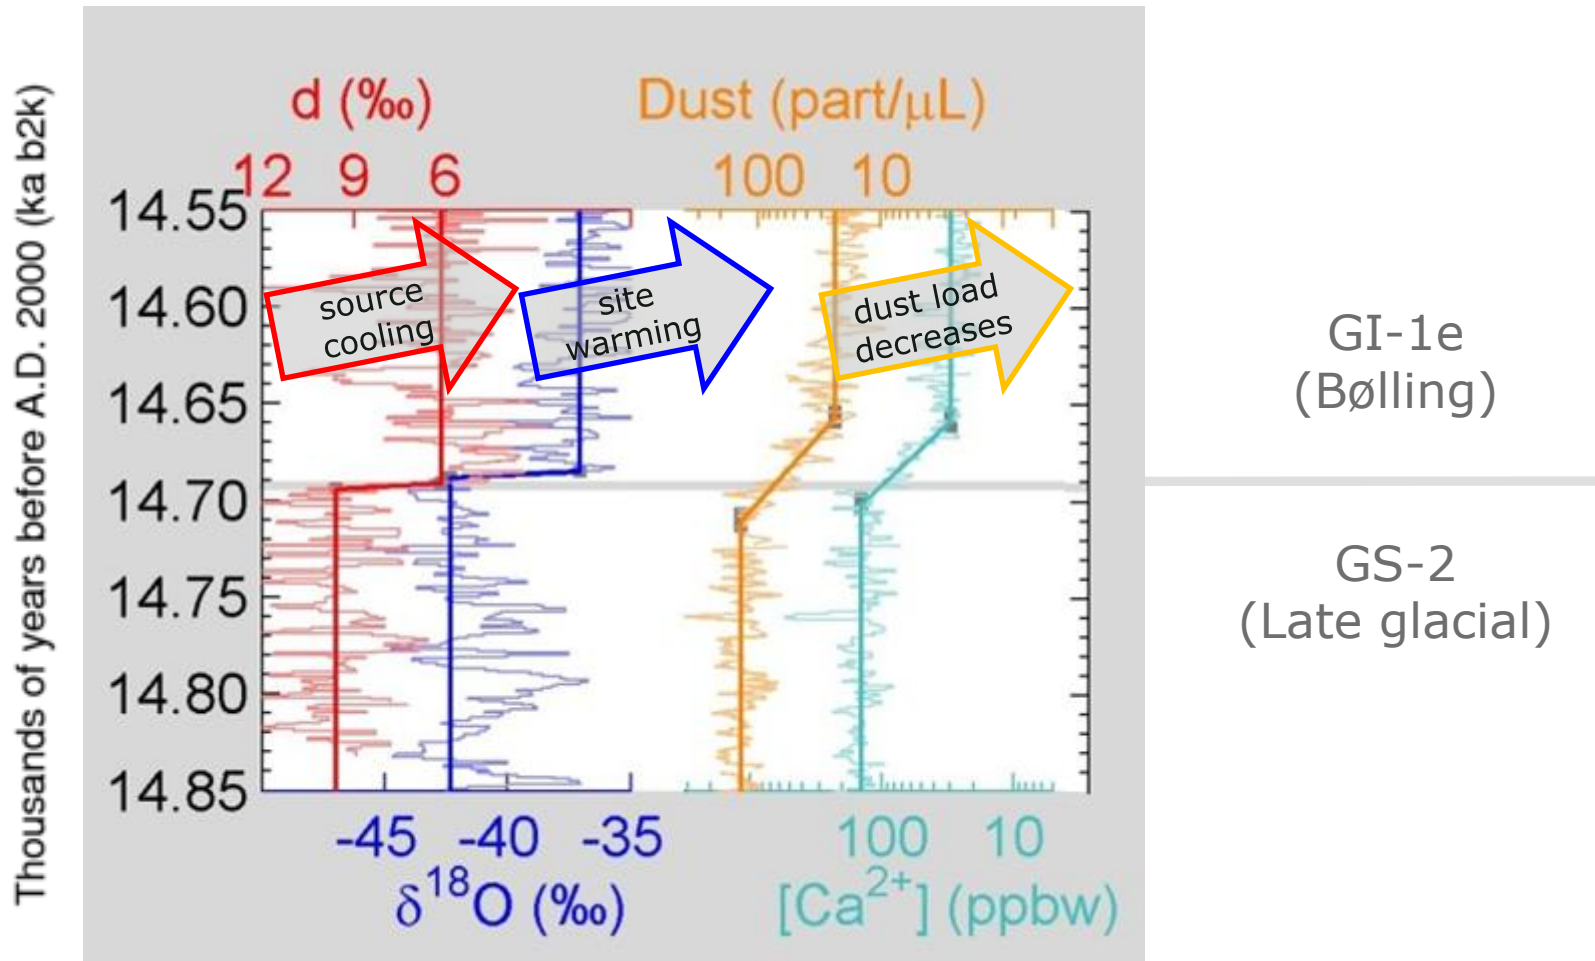 Thousands of years before A.D. 2000 (ka b2k)
d (‰)
Dust (part/μL)
12 9 6
100 10
14.55
14.60
14.65
14.70
14.75
14.80
14.85
source
cooling
site
warming
dust load
decreases
GI-1e
(Bølling)
GS-2
(Late glacial)
-45 -40 -35
100 10
δ¹⁸O (‰)
[Ca²⁺] (ppbw)